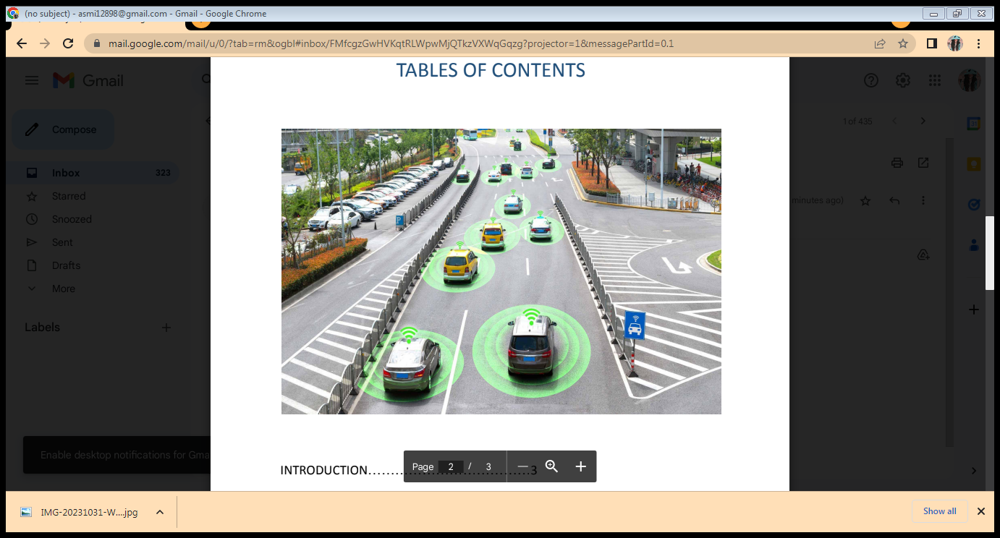 (no subject) - asmi12898@gmail.com - Gmail - Google Chrome
mail.google.com/mail/u/0/?tab=rm&ogbl#inbox/FMfcgzGwHVKqtRLWpwMjQTkzVXWqGqzg?projector=1&messagePartId=0.1
TABLES OF CONTENTS
Gmail
Compose
1 of 435
Inbox 323
Starred
Snoozed
minutes ago)
Sent
P
Drafts
More
Labels
Enable desktop notifications for Gma
INTRODUCTION....................................3
Page 2 / 3
IMG-20231031-W....jpg
Show all